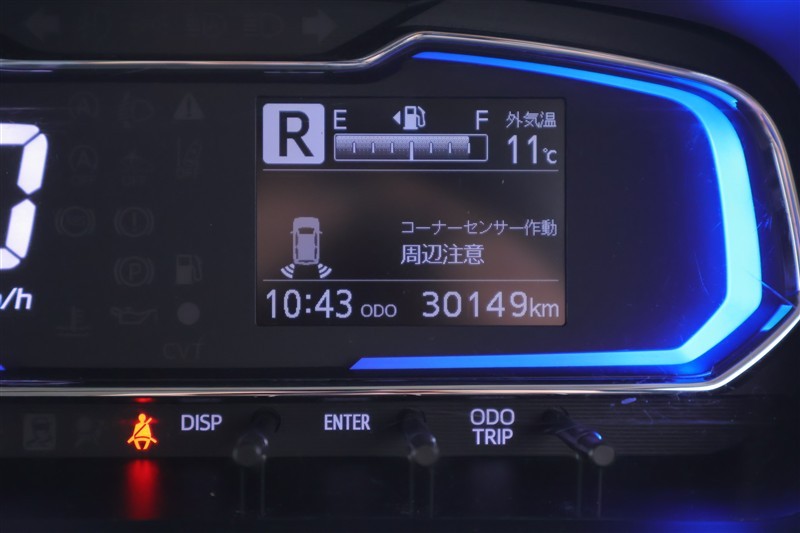 R E F 外気温
11℃
コーナーセンサー作動
周辺注意
10:43 ODO 30149km
/h
CVT
DISP ENTER ODO
TRIP